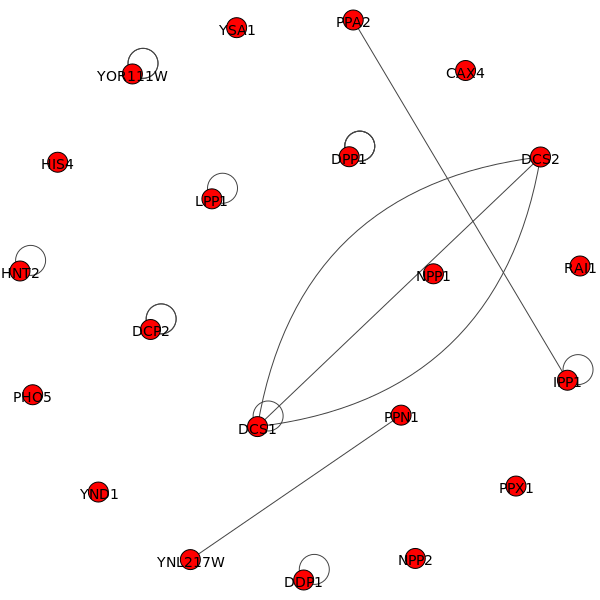 YSA1
PPA2
YOR111W
CAX4
HIS4
DPP1
DCS2
LPP1
HNT2
NPP1
RAI1
DCP2
PHO5
IPP1
DCS1
PPN1
YND1
PPX1
YNL217W
NPP2
DDP1